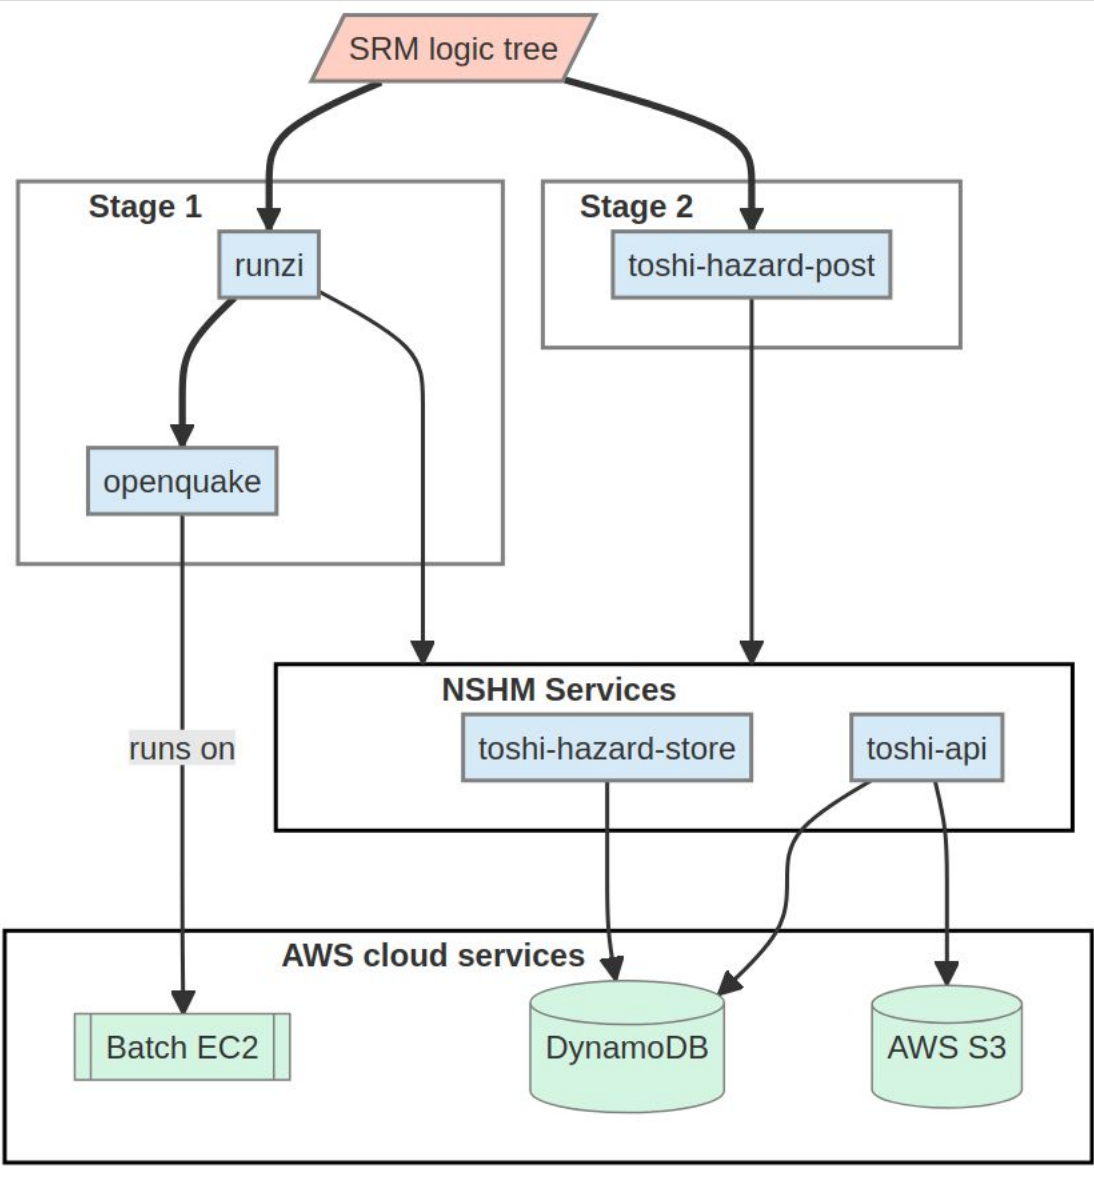 SRM logic tree
Stage 1
Stage 2
runzi
toshi-hazard-post
openquake
NSHM Services
toshi-hazard-store
toshi-api
runs on
AWS cloud services
Batch EC2
DynamoDB
AWS S3